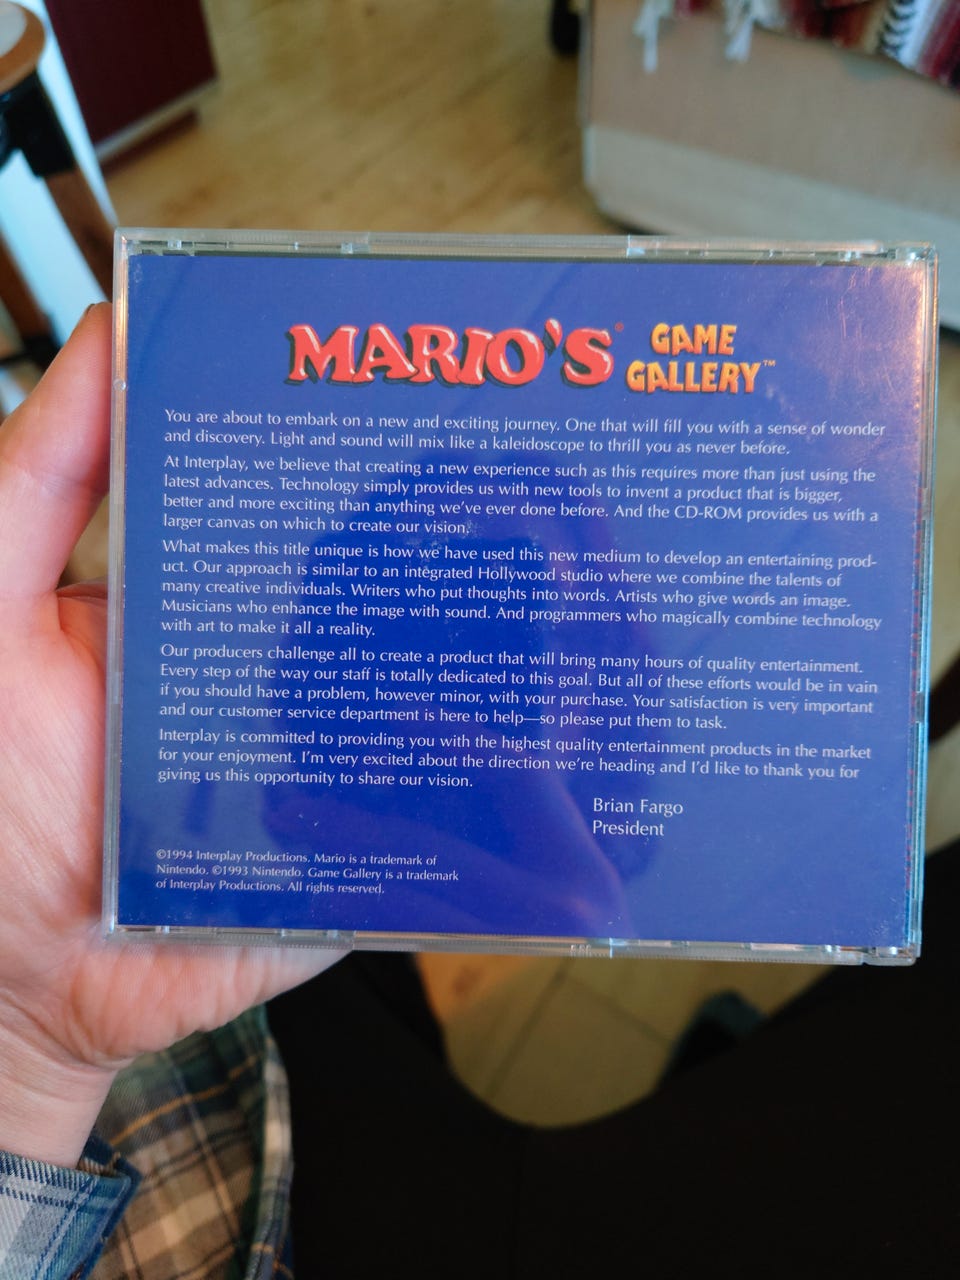 MARIO'S® GAME GALLERY™
You are about to embark on a new and exciting journey. One that will fill you with a sense of wonder
and discovery. Light and sound will mix like a kaleidoscope to thrill you as never before.
At Interplay, we believe that creating a new experience such as this requires more than just using the
latest advances. Technology simply provides us with new tools to invent a product that is bigger,
better and more exciting than anything we've ever done before. And the CD-ROM provides us with a
larger canvas on which to create our vision.
What makes this title unique is how we have used this new medium to develop an entertaining prod-
uct. Our approach is similar to an integrated Hollywood studio where we combine the talents of
many creative individuals. Writers who put thoughts into words. Artists who give words an image.
Musicians who enhance the image with sound. And programmers who magically combine technology
with art to make it all a reality.
Our producers challenge all to create a product that will bring many hours of quality entertainment.
Every step of the way our staff is totally dedicated to this goal. But all of these efforts would be in vain
if you should have a problem, however minor, with your purchase. Your satisfaction is very important
and our customer service department is here to help—so please put them to task.
Interplay is committed to providing you with the highest quality entertainment products in the market
for your enjoyment. I'm very excited about the direction we're heading and I'd like to thank you for
giving us this opportunity to share our vision.
Brian Fargo
President
©1994 Interplay Productions. Mario is a trademark of
Nintendo. ©1993 Nintendo. Game Gallery is a trademark
of Interplay Productions. All rights reserved.